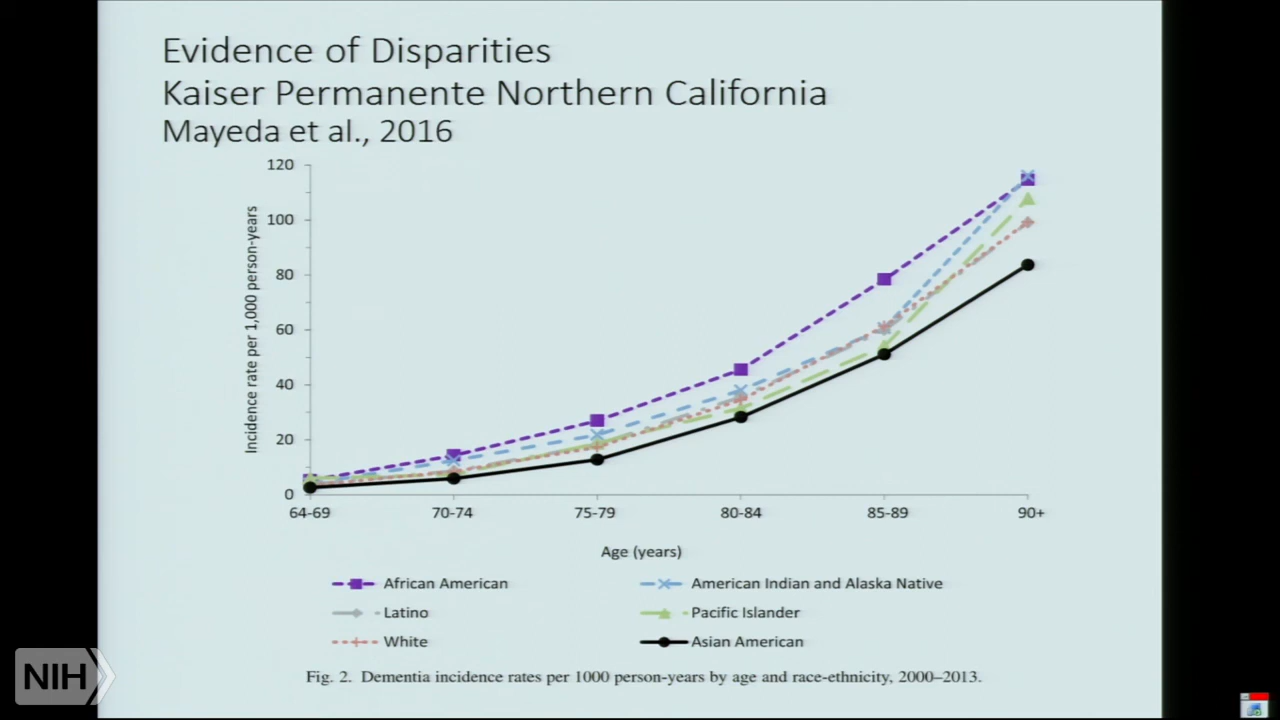 Evidence of Disparities
Kaiser Permanente Northern California
Mayeda et al., 2016
120
100
80
60
40
20
0
Incidence rate per 1,000 person-years
64-69 70-74 75-79 80-84 85-89 90+
Age (years)
African American American Indian and Alaska Native
Latino Pacific Islander
White Asian American
Fig. 2. Dementia incidence rates per 1000 person-years by age and race-ethnicity, 2000–2013.
NIH